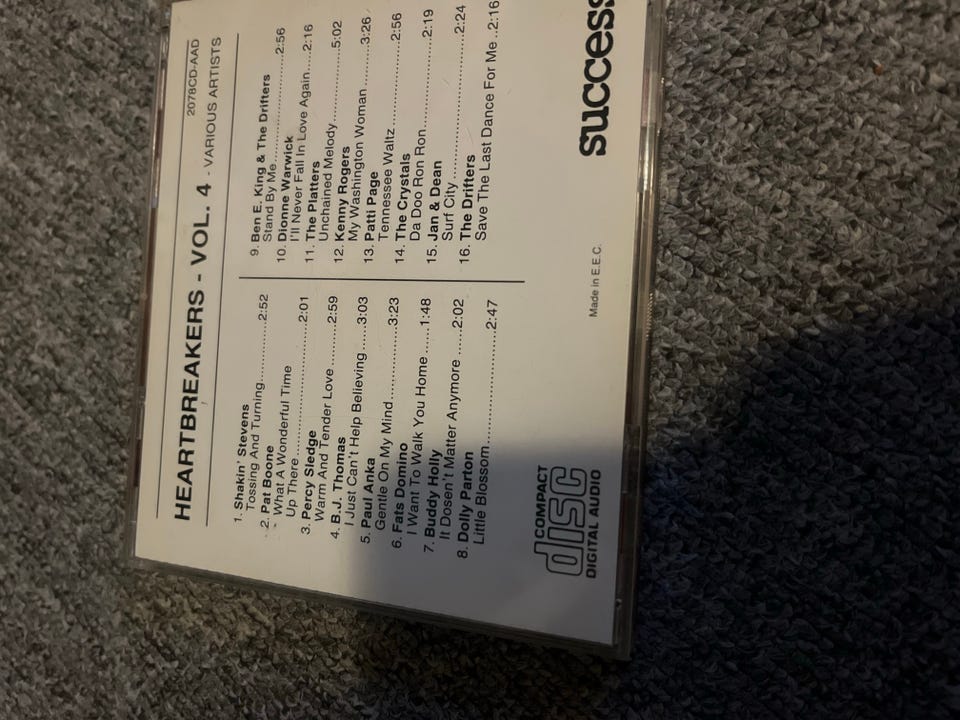 2078CD-AAD
HEARTBREAKERS - VOL. 4 - VARIOUS ARTISTS
1. Shakin' Stevens
Tossing And Turning..............2:52
2. Pat Boone
What A Wonderful Time
Up There ..........................2:01
3. Percy Sledge
Warm And Tender Love..........2:59
4. B.J. Thomas
I Just Can't Help Believing .....3:03
5. Paul Anka
Gentle On My Mind..............3:23
6. Fats Domino
I Want To Walk You Home ......1:48
7. Buddy Holly
It Dosen't Matter Anymore ......2:02
8. Dolly Parton
Little Blossom........................2:47
9. Ben E. King & The Drifters
Stand By Me.....................2:56
10. Dionne Warwick
I'll Never Fall In Love Again....2:16
11. The Platters
Unchained Melody..............5:02
12. Kenny Rogers
My Washington Woman..........3:26
13. Patti Page
Tennessee Waltz..................2:56
14. The Crystals
Da Doo Ron Ron..................2:19
15. Jan & Dean
Surf City ............................2:24
16. The Drifters
Save The Last Dance For Me ..2:16
COMPACT
disc
DIGITAL AUDIO
Made in E.E.C.
success